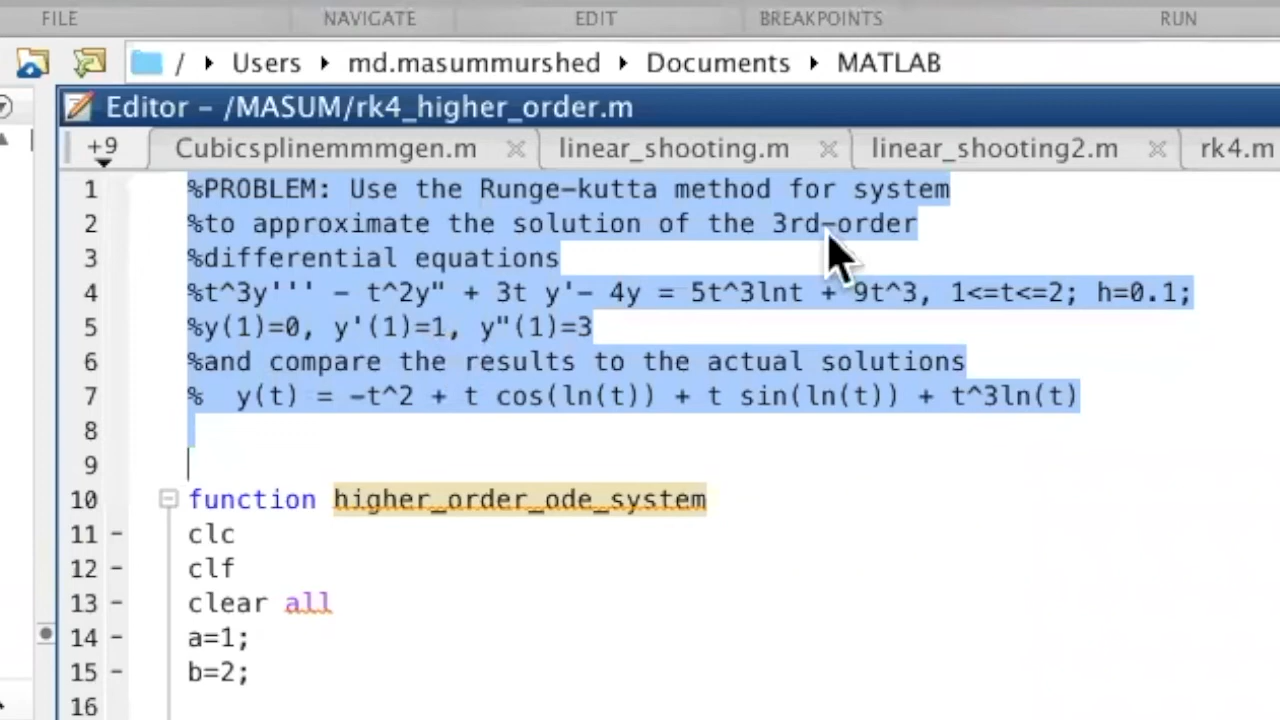 FILE NAVIGATE EDIT BREAKPOINTS RUN
/ Users md.masummurshed Documents MATLAB
Editor – /MASUM/rk4_higher_order.m
+9 Cubicsplinemmmgen.m linear_shooting.m linear_shooting2.m rk4.m
1 %PROBLEM: Use the Runge-kutta method for system
2 %to approximate the solution of the 3rd-order
3 %differential equations
4 %t^3y''' - t^2y" + 3t y'- 4y = 5t^3lnt + 9t^3, 1<=t<=2; h=0.1;
5 %y(1)=0, y'(1)=1, y"(1)=3
6 %and compare the results to the actual solutions
7 %  y(t) = -t^2 + t cos(ln(t)) + t sin(ln(t)) + t^3ln(t)
8
9
10 function higher_order_ode_system
11 - clc
12 - clf
13 - clear all
14 - a=1;
15 - b=2;
16